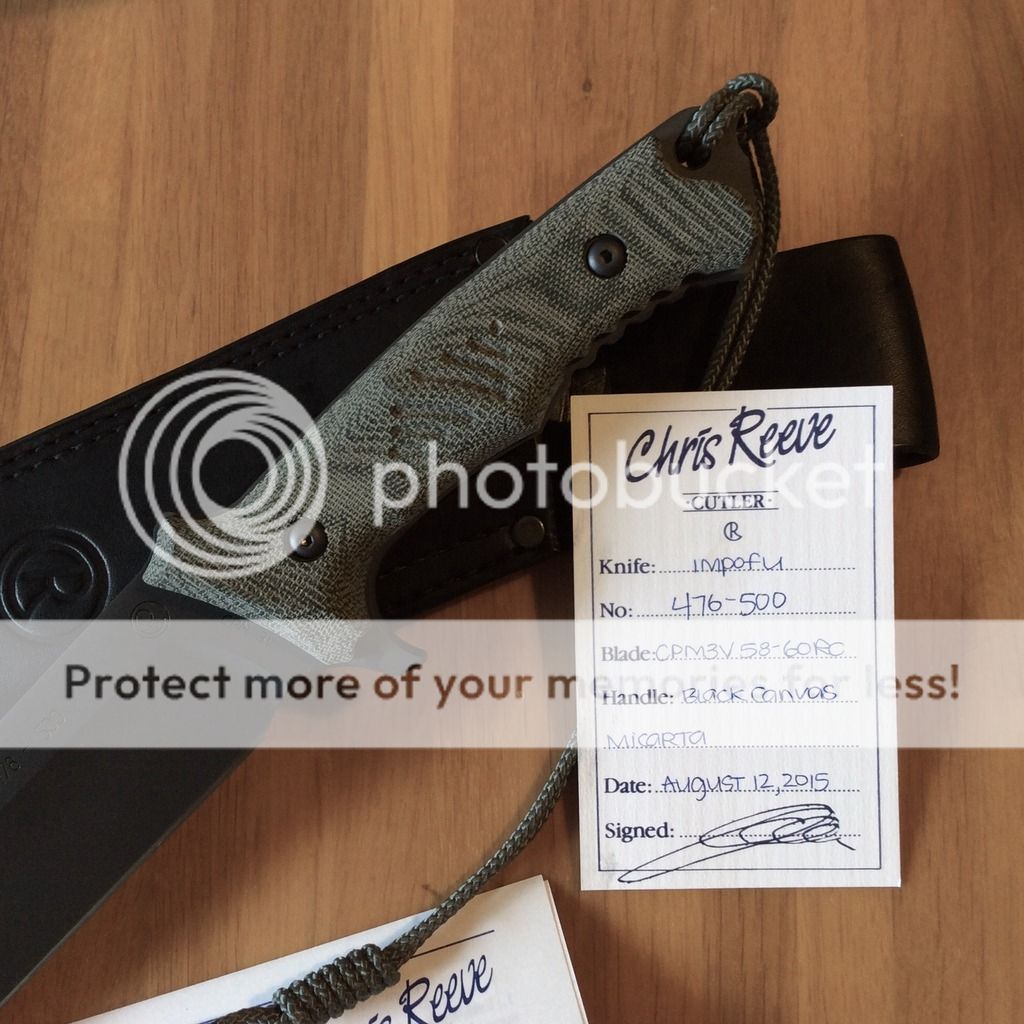 photobucket
Chris Reeve
·CUTLER·
R
Knife: Impofu
No: 476-500
Protect more of your memories for less!
Blade: CPM3V 58-60RC
Handle: Black Canvas
Micarta
Date: August 12, 2015
Signed:
Reeve